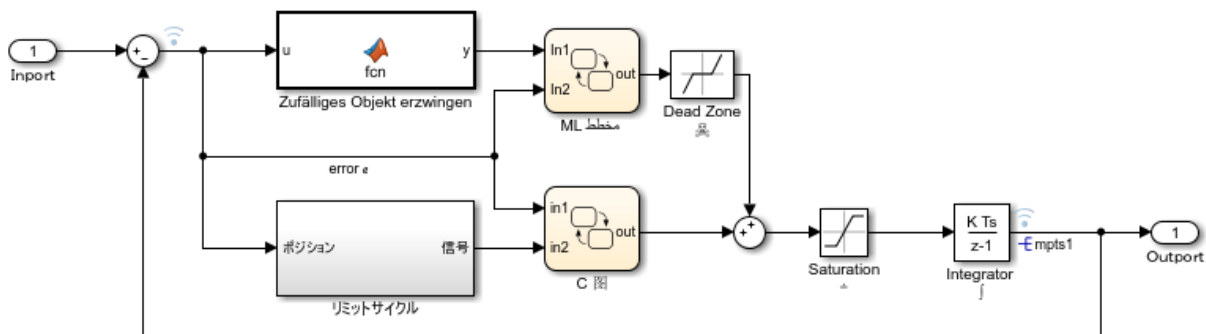 1
Inport
u
y
fcn
Zufälliges Objekt erzwingen
In1
In2
out
ML مخطط
Dead Zone
error e
ポジション
信号
リミットサイクル
in1
in2
out
C 图
Saturation
K Ts
z-1
Integrator
∫
mpts1
1
Outport